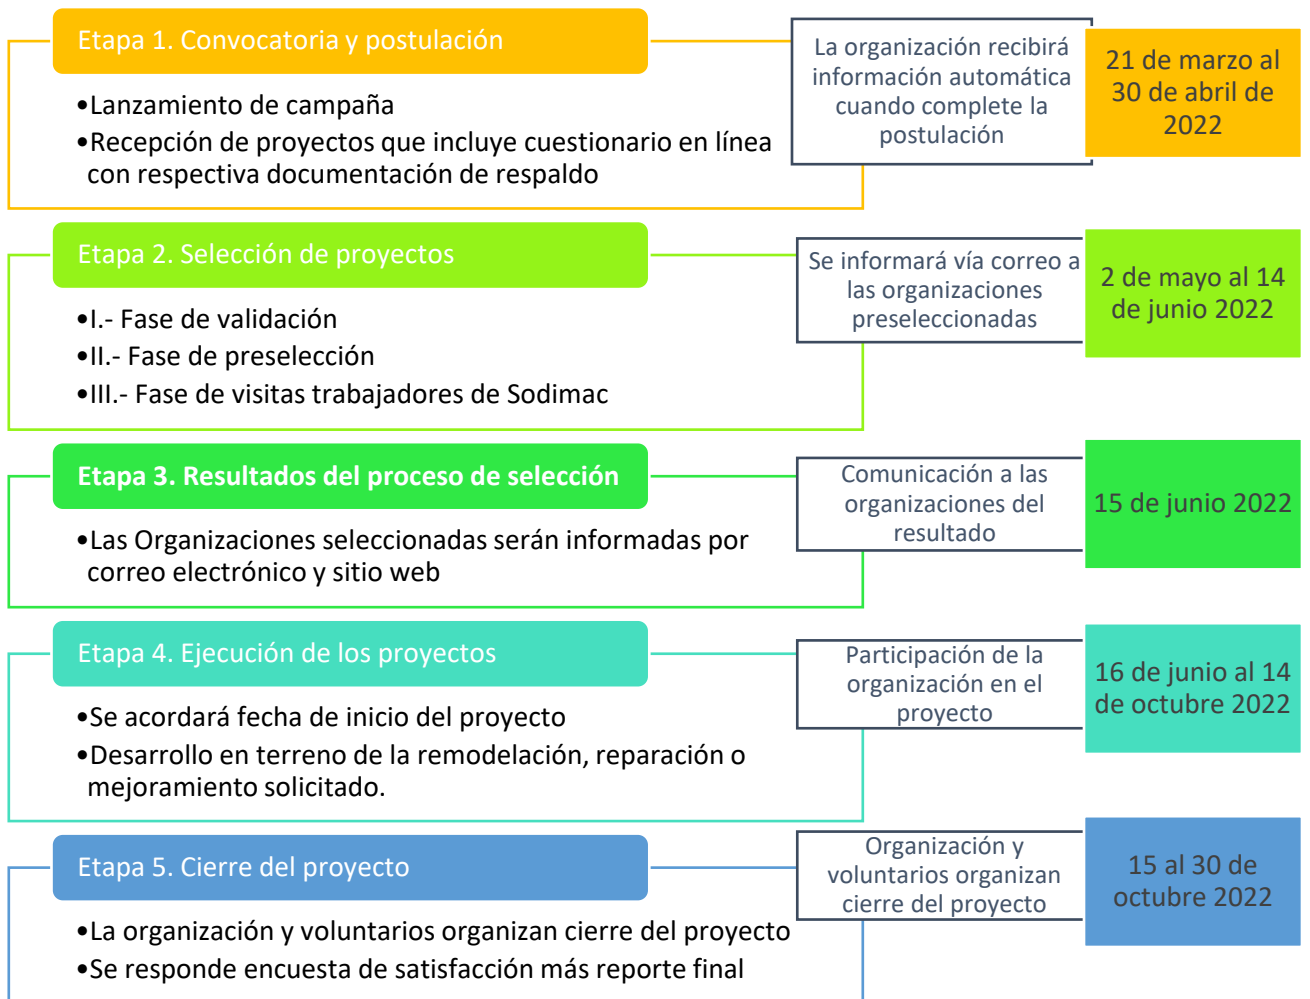 Etapa 1. Convocatoria y postulación
•Lanzamiento de campaña
•Recepción de proyectos que incluye cuestionario en línea
con respectiva documentación de respaldo
La organización recibirá
información automática
cuando complete la
postulación
21 de marzo al
30 de abril de
2022
Etapa 2. Selección de proyectos
•I.- Fase de validación
•II.- Fase de preselección
•III.- Fase de visitas trabajadores de Sodimac
Se informará vía correo a
las organizaciones
preseleccionadas
2 de mayo al 14
de junio 2022
Etapa 3. Resultados del proceso de selección
•Las Organizaciones seleccionadas serán informadas por
correo electrónico y sitio web
Comunicación a las
organizaciones del
resultado
15 de junio 2022
Etapa 4. Ejecución de los proyectos
•Se acordará fecha de inicio del proyecto
•Desarrollo en terreno de la remodelación, reparación o
mejoramiento solicitado.
Participación de la
organización en el
proyecto
16 de junio al 14
de octubre 2022
Etapa 5. Cierre del proyecto
•La organización y voluntarios organizan cierre del proyecto
•Se responde encuesta de satisfacción más reporte final
Organización y
voluntarios organizan
cierre del proyecto
15 al 30 de
octubre 2022